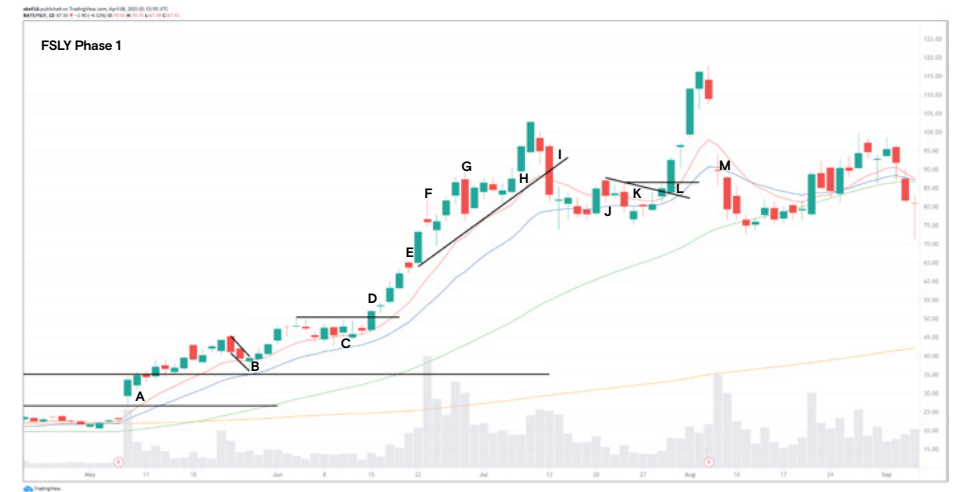 FSLY Phase 1
125.00
120.00
115.00
110.00
105.00
100.00
95.00
90.00
85.00
80.00
75.00
70.00
65.00
60.00
55.00
50.00
45.00
40.00
35.00
30.00
25.00
20.00
15.00
A
B
C
D
E
F
G
H
I
J
K
L
M
May 11 18 Jun 8 15 22 Jul 13 20 27 Aug 10 17 24 Sep
TradingView